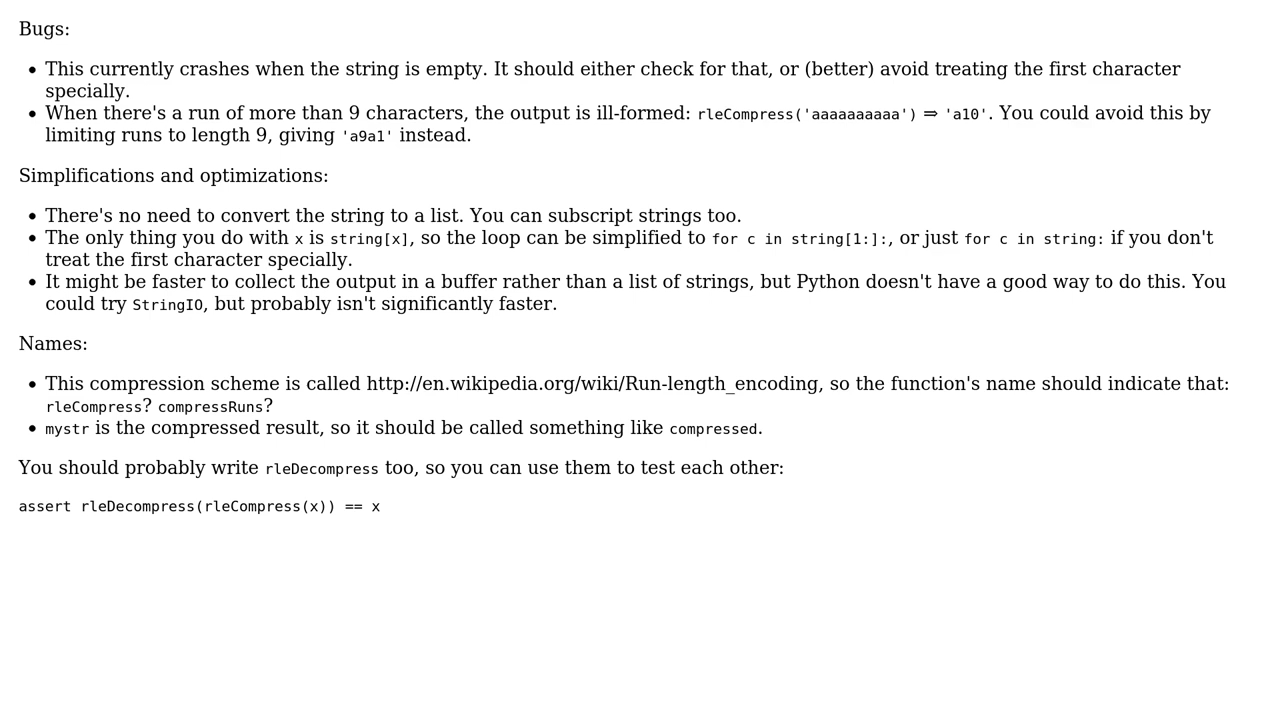 Bugs:
• This currently crashes when the string is empty. It should either check for that, or (better) avoid treating the first character
specially.
• When there's a run of more than 9 characters, the output is ill-formed: rleCompress('aaaaaaaaaa') ⇒ 'a10'. You could avoid this by
limiting runs to length 9, giving 'a9a1' instead.
Simplifications and optimizations:
• There's no need to convert the string to a list. You can subscript strings too.
• The only thing you do with x is string[x], so the loop can be simplified to for c in string[1:]:, or just for c in string: if you don't
treat the first character specially.
• It might be faster to collect the output in a buffer rather than a list of strings, but Python doesn't have a good way to do this. You
could try StringIO, but probably isn't significantly faster.
Names:
• This compression scheme is called http://en.wikipedia.org/wiki/Run-length_encoding, so the function's name should indicate that:
rleCompress? compressRuns?
• mystr is the compressed result, so it should be called something like compressed.
You should probably write rleDecompress too, so you can use them to test each other:
assert rleDecompress(rleCompress(x)) == x